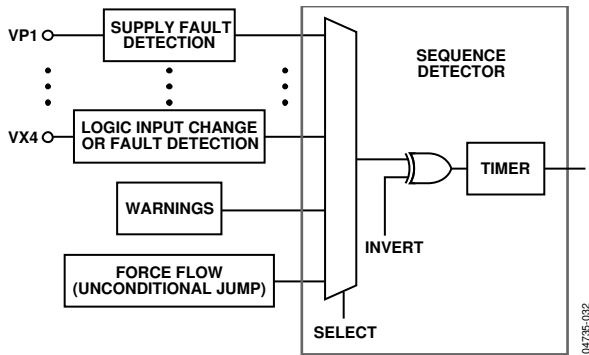 VP1
SUPPLY FAULT
DETECTION
SEQUENCE
DETECTOR
VX4
LOGIC INPUT CHANGE
OR FAULT DETECTION
TIMER
WARNINGS
INVERT
FORCE FLOW
(UNCONDITIONAL JUMP)
SELECT
04735-032